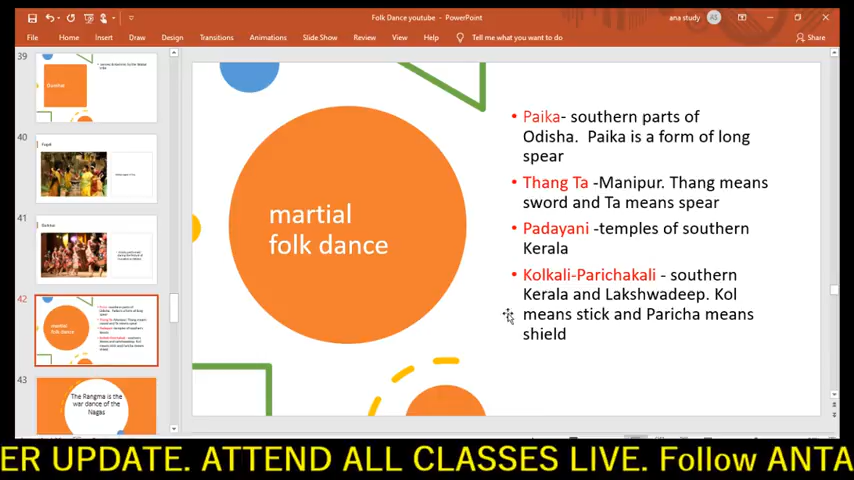 Folk Dance youtube - PowerPoint
ana study
AS
File
Home
Insert
Draw
Design
Transitions
Animations
Slide Show
Review
View
Help
Tell me what you want to do
Share
39
40
41
42
martial
folk dance
43
The Rangma is the
war dance of the
Nagas
martial
folk dance
• Paika- southern parts of
Odisha. Paika is a form of long
spear
• Thang Ta -Manipur. Thang means
sword and Ta means spear
• Padayani -temples of southern
Kerala
• Kolkali-Parichakali - southern
Kerala and Lakshwadeep. Kol
means stick and Paricha means
shield
ER UPDATE. ATTEND ALL CLASSES LIVE. Follow ANTA